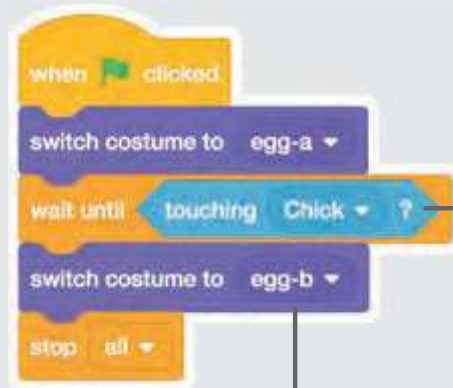 when clicked
switch costume to egg-a
wait until touching Chick ?
switch costume to egg-b
stop all